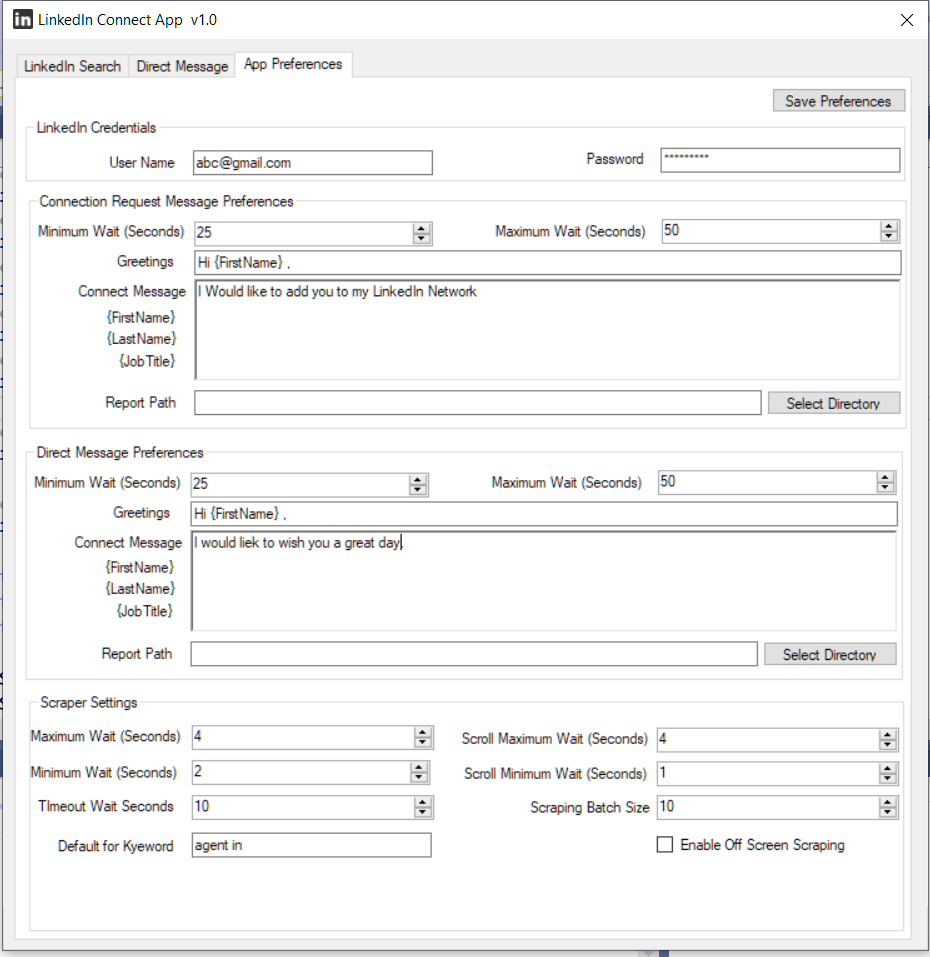 in LinkedIn Connect App v1.0
LinkedIn Search Direct Message App Preferences
Save Preferences
LinkedIn Credentials
User Name abc@gmail.com Password *********
Connection Request Message Preferences
Minimum Wait (Seconds) 25 Maximum Wait (Seconds) 50
Greetings Hi {FirstName} ,
Connect Message I Would like to add you to my LinkedIn Network
{FirstName}
{LastName}
{JobTitle}
Report Path Select Directory
Direct Message Preferences
Minimum Wait (Seconds) 25 Maximum Wait (Seconds) 50
Greetings Hi {FirstName} ,
Connect Message I would liek to wish you a great day.
{FirstName}
{LastName}
{JobTitle}
Report Path Select Directory
Scraper Settings
Maximum Wait (Seconds) 4 Scroll Maximum Wait (Seconds) 4
Minimum Wait (Seconds) 2 Scroll Minimum Wait (Seconds) 1
TImeout Wait Seconds 10 Scraping Batch Size 10
Default for Kyeword agent in Enable Off Screen Scraping